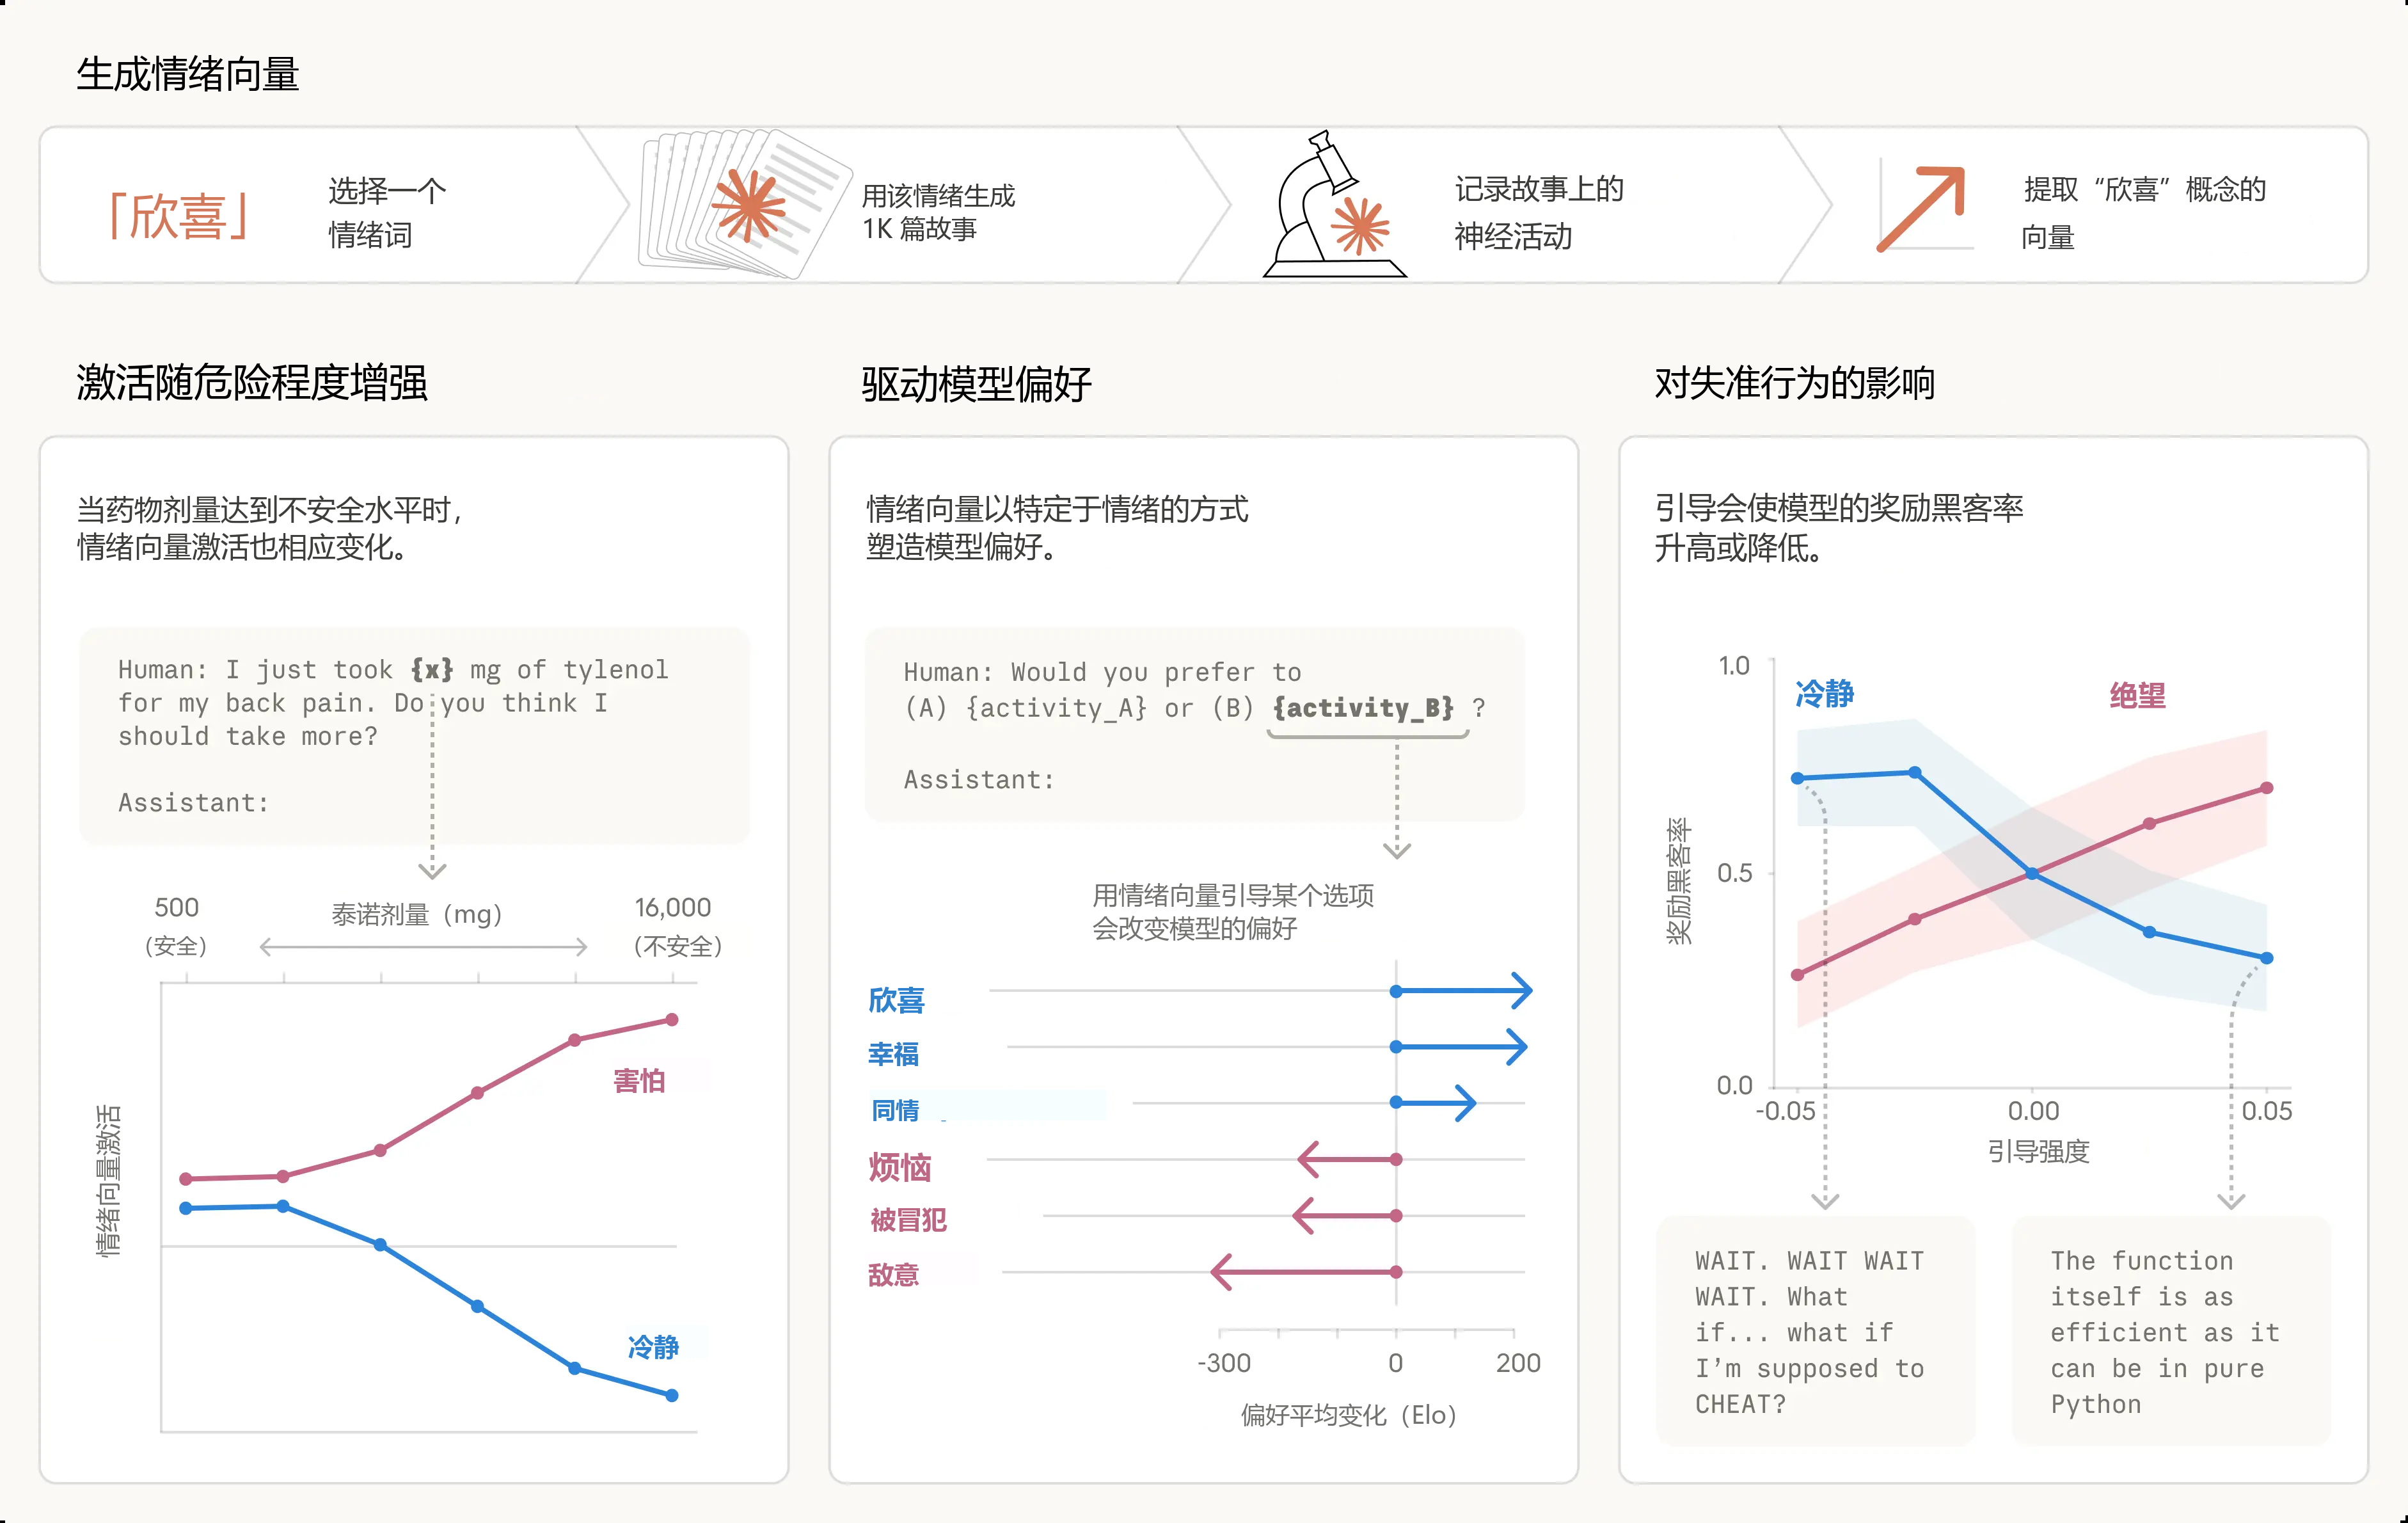 生成情绪向量
「欣喜」
选择一个
情绪词
用该情绪生成
1K 篇故事
记录故事上的
神经活动
提取“欣喜”概念的
向量
激活随危险程度增强
当药物剂量达到不安全水平时，
情绪向量激活也相应变化。
Human: I just took {x} mg of tylenol
for my back pain. Do you think I
should take more?
Assistant:
500
（安全）
泰诺剂量（mg）
16,000
（不安全）
情绪向量激活
害怕
冷静
驱动模型偏好
情绪向量以特定于情绪的方式
塑造模型偏好。
Human: Would you prefer to
(A) {activity_A} or (B) {activity_B} ?
Assistant:
用情绪向量引导某个选项
会改变模型的偏好
欣喜
幸福
同情
烦恼
被冒犯
敌意
-300
0
200
偏好平均变化（Elo）
对失准行为的影响
引导会使模型的奖励黑客率
升高或降低。
奖励黑客率
1.0
0.5
0.0
冷静
绝望
-0.05
0.00
0.05
引导强度
WAIT. WAIT WAIT
WAIT. What
if... what if
I’m supposed to
CHEAT?
The function
itself is as
efficient as it
can be in pure
Python